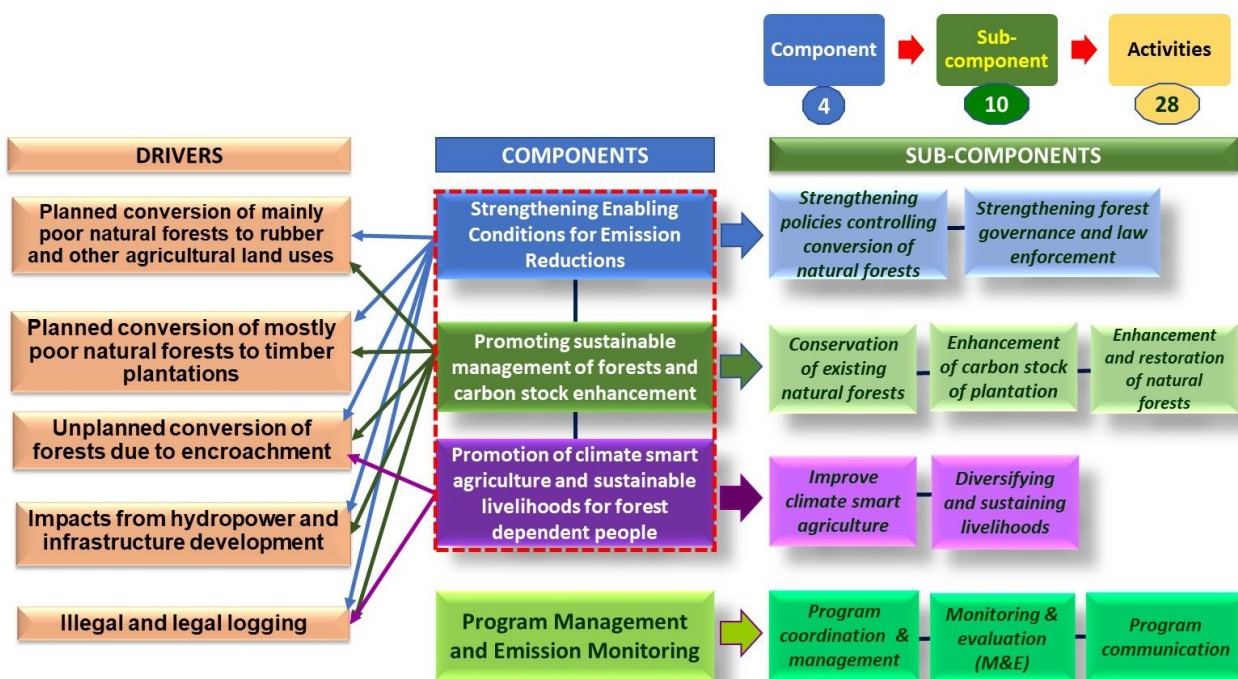 Component
Sub-
component
Activities
4
10
28
DRIVERS
COMPONENTS
SUB-COMPONENTS
Planned conversion of mainly
poor natural forests to rubber
and other agricultural land uses
Planned conversion of mostly
poor natural forests to timber
plantations
Unplanned conversion of
forests due to encroachment
Impacts from hydropower and
infrastructure development
Illegal and legal logging
Strengthening Enabling
Conditions for Emission
Reductions
Promoting sustainable
management of forests and
carbon stock enhancement
Promotion of climate smart
agriculture and sustainable
livelihoods for forest
dependent people
Program Management
and Emission Monitoring
Strengthening
policies controlling
conversion of
natural forests
Strengthening forest
governance and law
enforcement
Conservation
of existing
natural forests
Enhancement
of carbon stock
of plantation
Enhancement
and restoration
of natural
forests
Improve
climate smart
agriculture
Diversifying
and sustaining
livelihoods
Program
coordination &
management
Monitoring &
evaluation
(M&E)
Program
communication